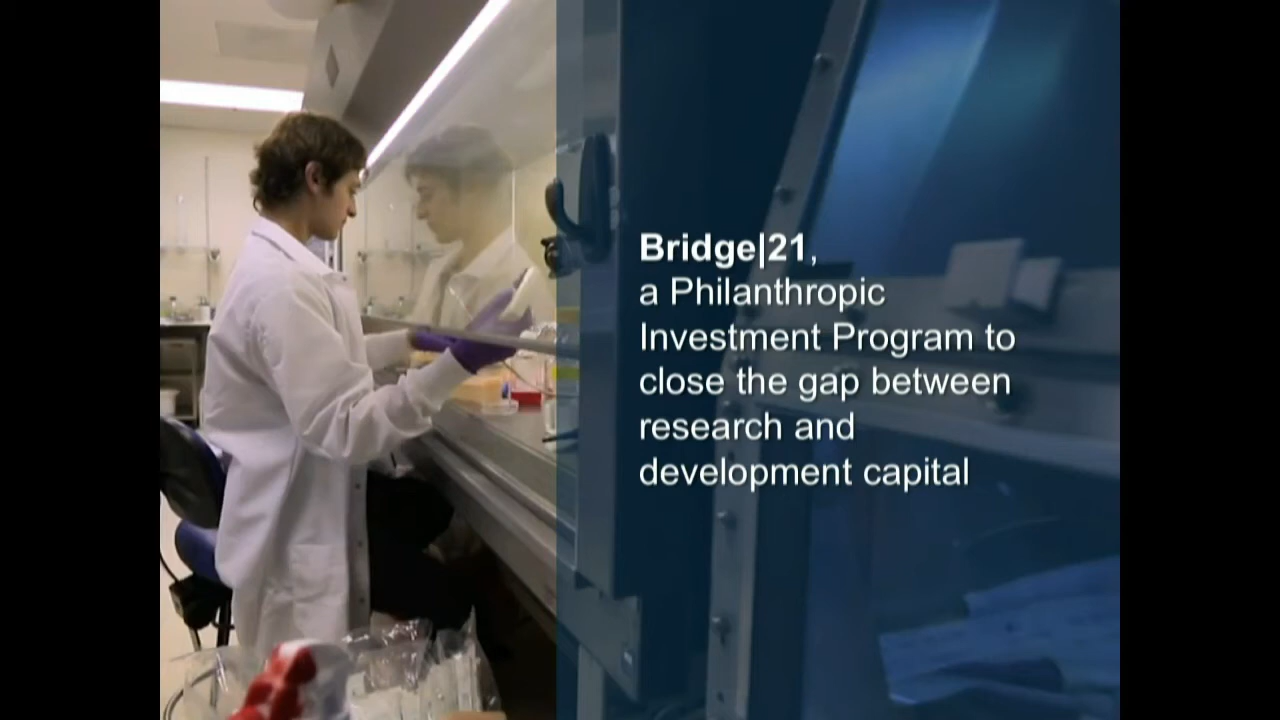 Bridge|21,
a Philanthropic
Investment Program to
close the gap between
research and
development capital